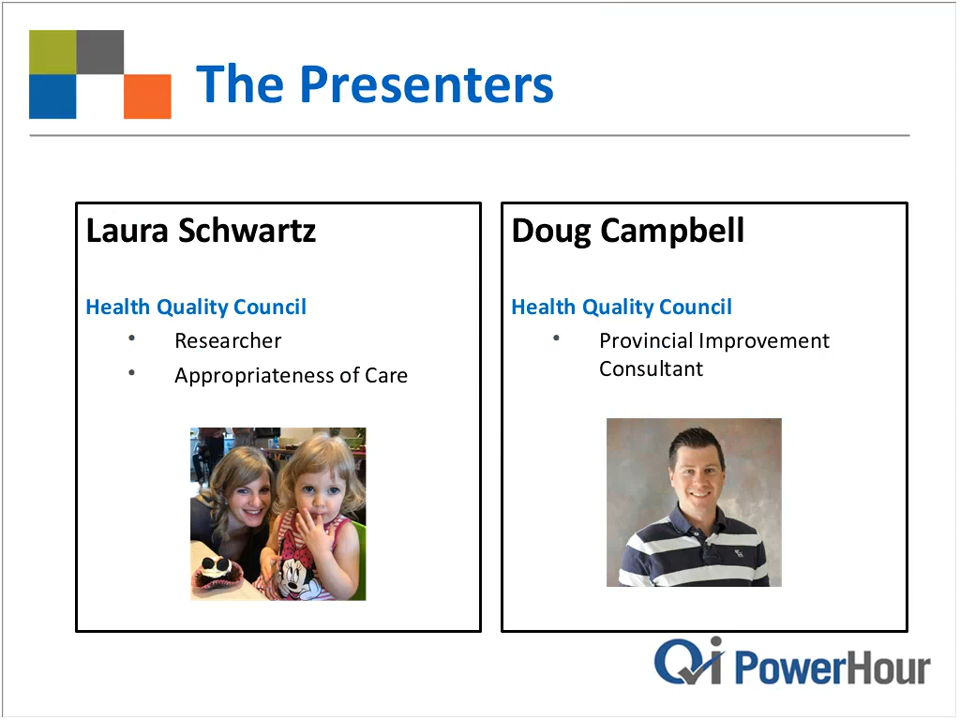 The Presenters
Laura Schwartz
Health Quality Council
• Researcher
• Appropriateness of Care
Doug Campbell
Health Quality Council
• Provincial Improvement
Consultant
Qi PowerHour